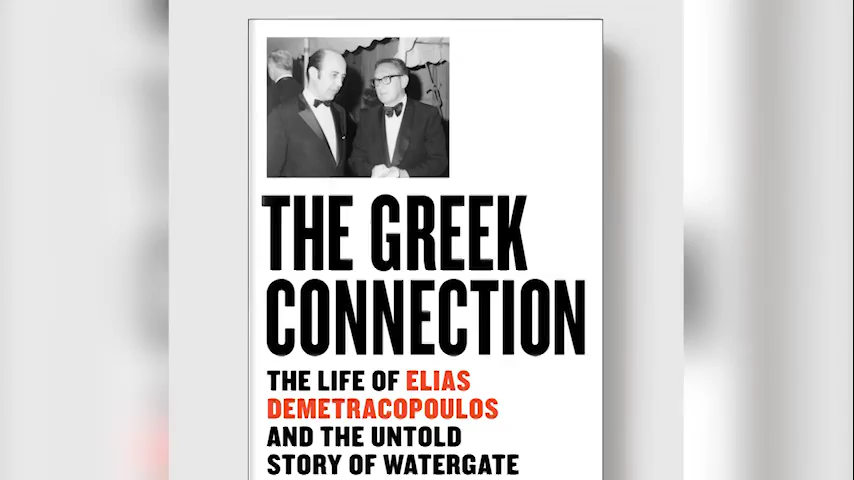 THE GREEK
CONNECTION
THE LIFE OF ELIAS
DEMETRACOPOULOS
AND THE UNTOLD
STORY OF WATERGATE